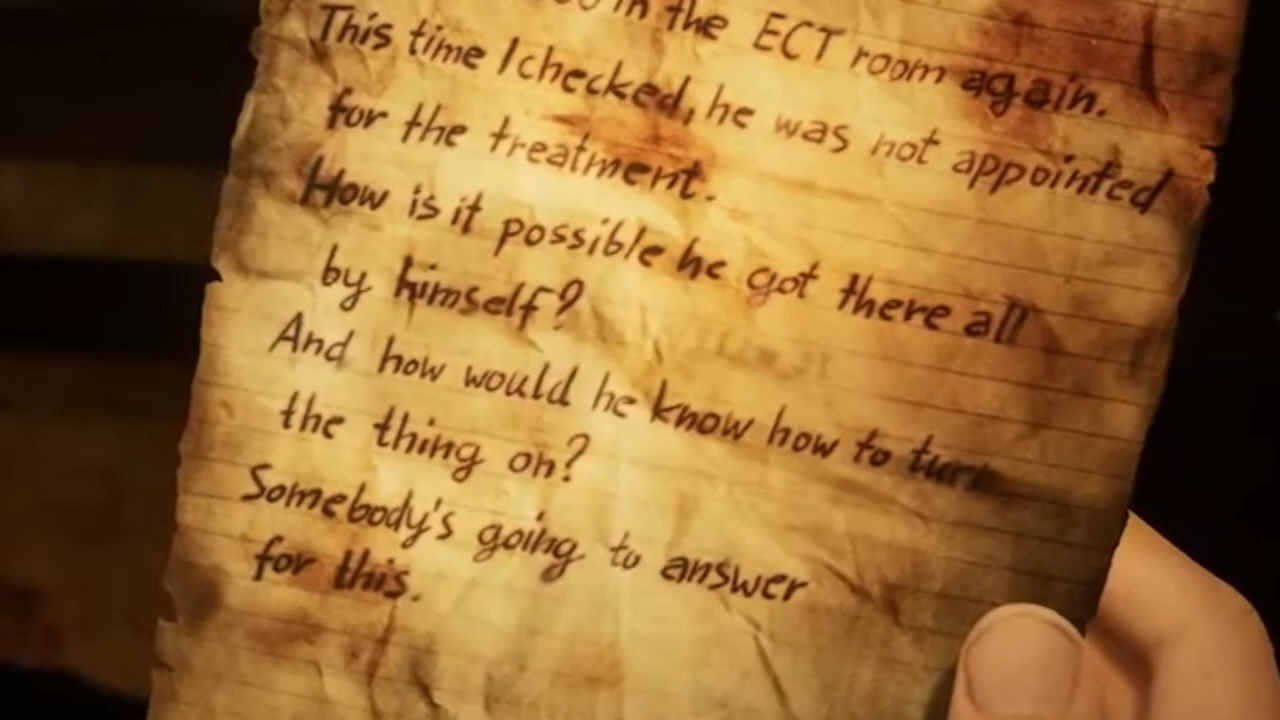 in the ECT room again.
This time I checked, he was not appointed
for the treatment.
How is it possible he got there all
by himself?
And how would he know how to turn
the thing on?
Somebody's going to answer
for this.